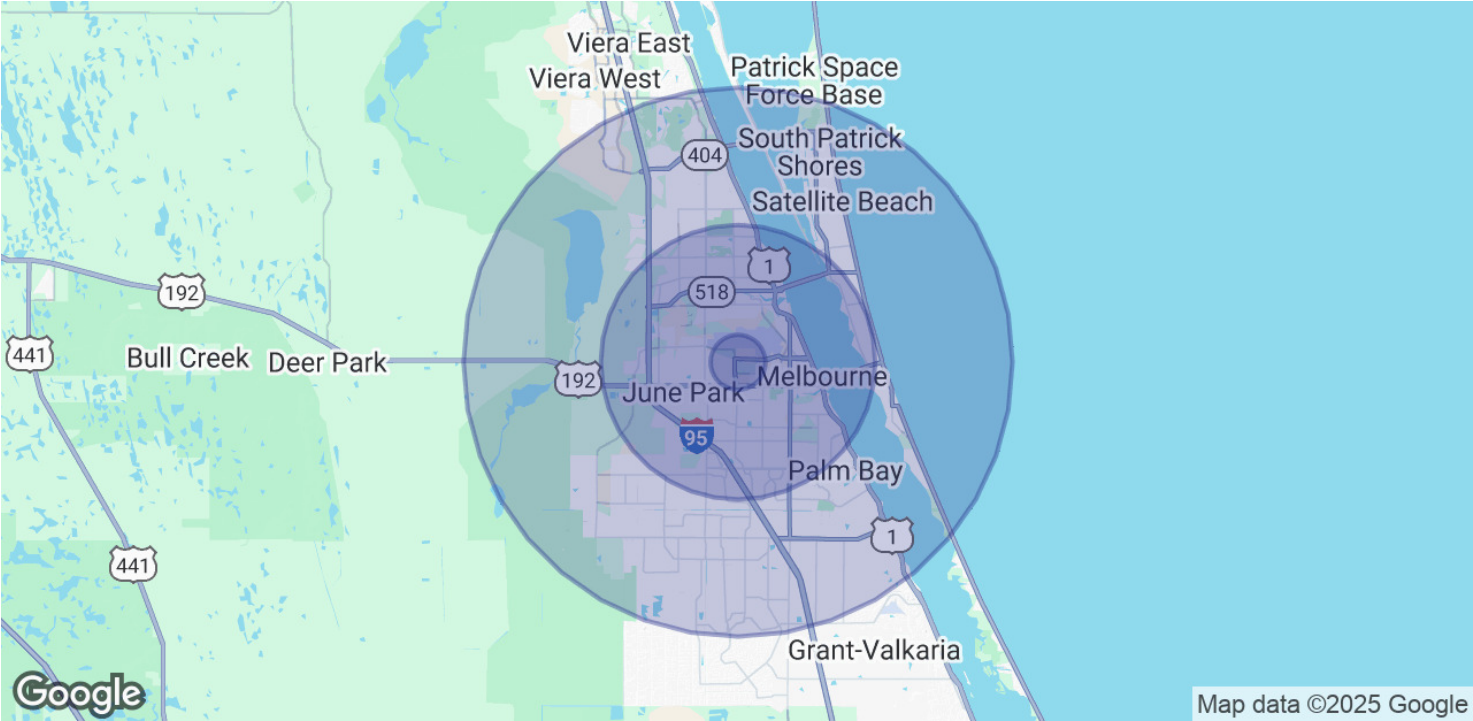 Viera East
Viera West
Patrick Space
Force Base
South Patrick
Shores
404
Satellite Beach
1
192
518
441
Bull Creek
Deer Park
192
June Park
Melbourne
95
Palm Bay
1
441
Grant-Valkaria
Google
Map data ©2025 Google